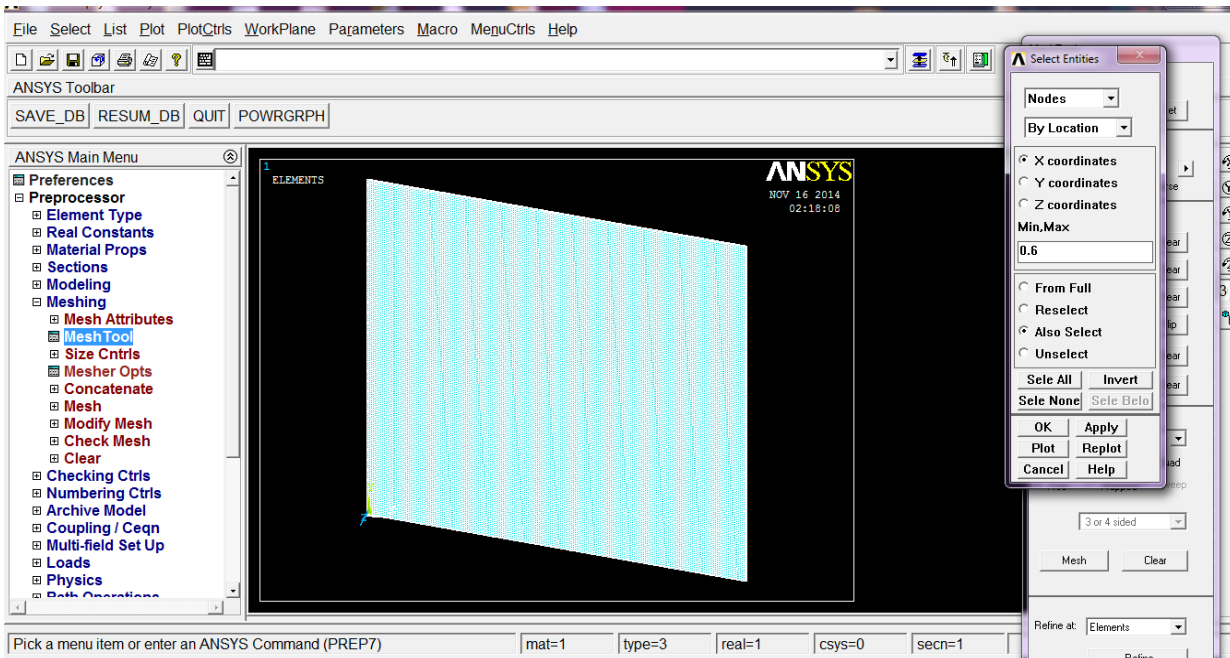 File Select List Plot PlotCtrls WorkPlane Parameters Macro MenuCtrls Help
ANSYS Toolbar
SAVE_DB RESUM_DB QUIT POWRGRPH
ANSYS Main Menu
Preferences
Preprocessor
Element Type
Real Constants
Material Props
Sections
Modeling
Meshing
Mesh Attributes
MeshTool
Size Cntrls
Mesher Opts
Concatenate
Mesh
Modify Mesh
Check Mesh
Clear
Checking Ctrls
Numbering Ctrls
Archive Model
Coupling / Ceqn
Multi-field Set Up
Loads
Physics
Path Operations
1
ELEMENTS
ANSYS
NOV 16 2014
02:18:08
Z
Select Entities
Nodes
By Location
X coordinates
Y coordinates
Z coordinates
Min,Max
0.6
From Full
Reselect
Also Select
Unselect
Sele All Invert
Sele None Sele Belo
OK Apply
Plot Replot
Cancel Help
3 or 4 sided
Mesh Clear
Refine at: Elements
Refine
Pick a menu item or enter an ANSYS Command (PREP7) mat=1 type=3 real=1 csys=0 secn=1